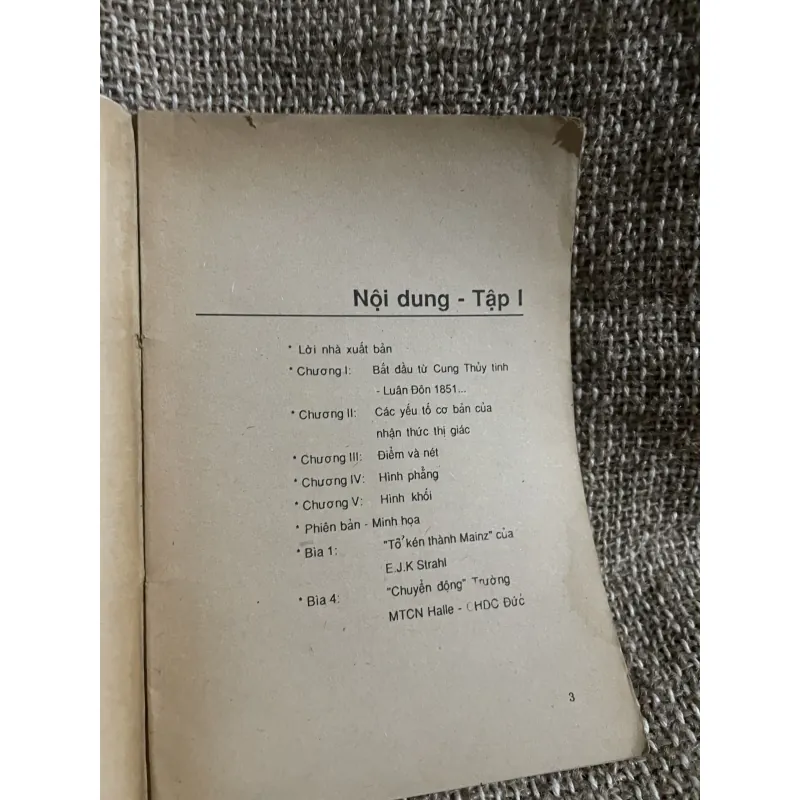 Nội dung - Tập I
* Lời nhà xuất bản
* Chương I: Bắt đầu từ Cung Thủy tinh
- Luân Đôn 1851...
* Chương II: Các yếu tố cơ bản của
nhận thức thị giác
* Chương III: Điểm và nét
* Chương IV: Hình phẳng
* Chương V: Hình khối
* Phiên bản - Minh họa
* Bìa 1: "Tổ kén thành Mainz" của
E.J.K Strahl
* Bìa 4: "Chuyển động" Trường
MTCN Halle - CHDC Đức
3